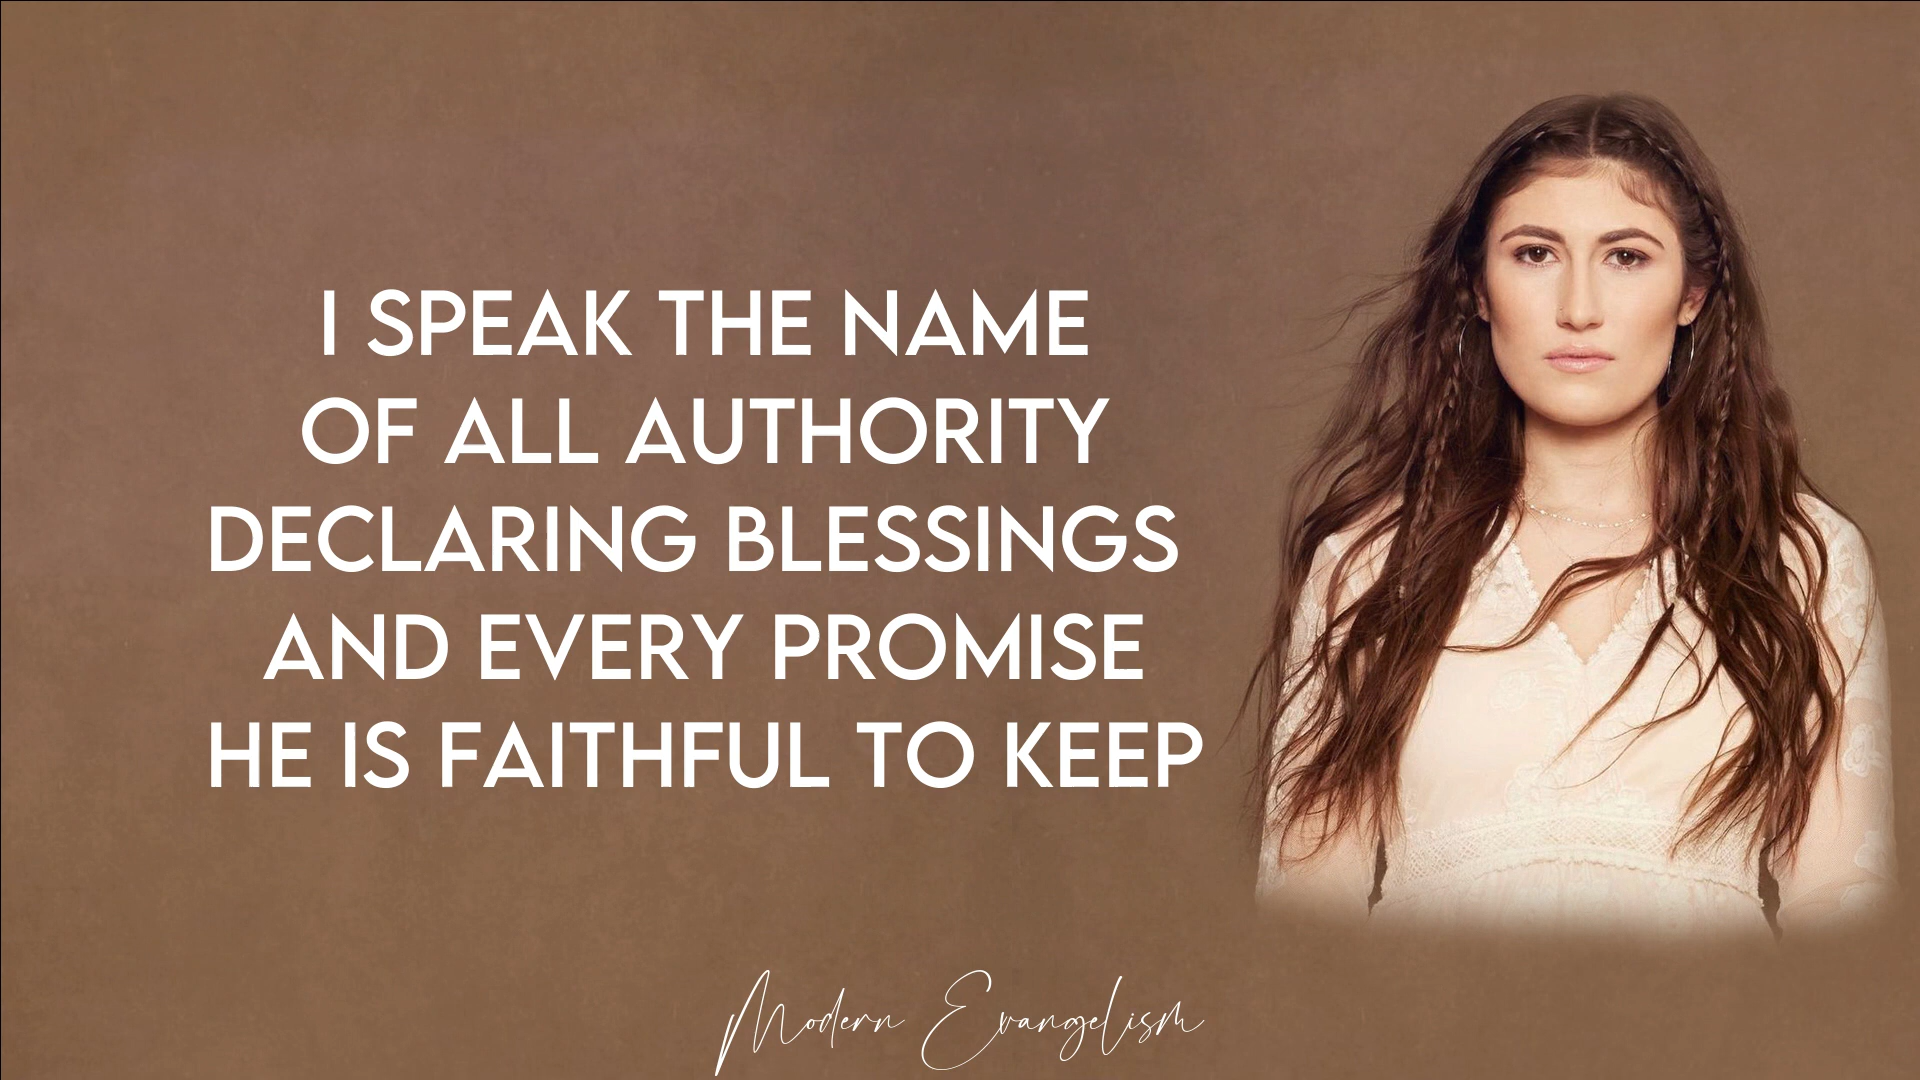 I SPEAK THE NAME
OF ALL AUTHORITY
DECLARING BLESSINGS
AND EVERY PROMISE
HE IS FAITHFUL TO KEEP
Modern Evangelism